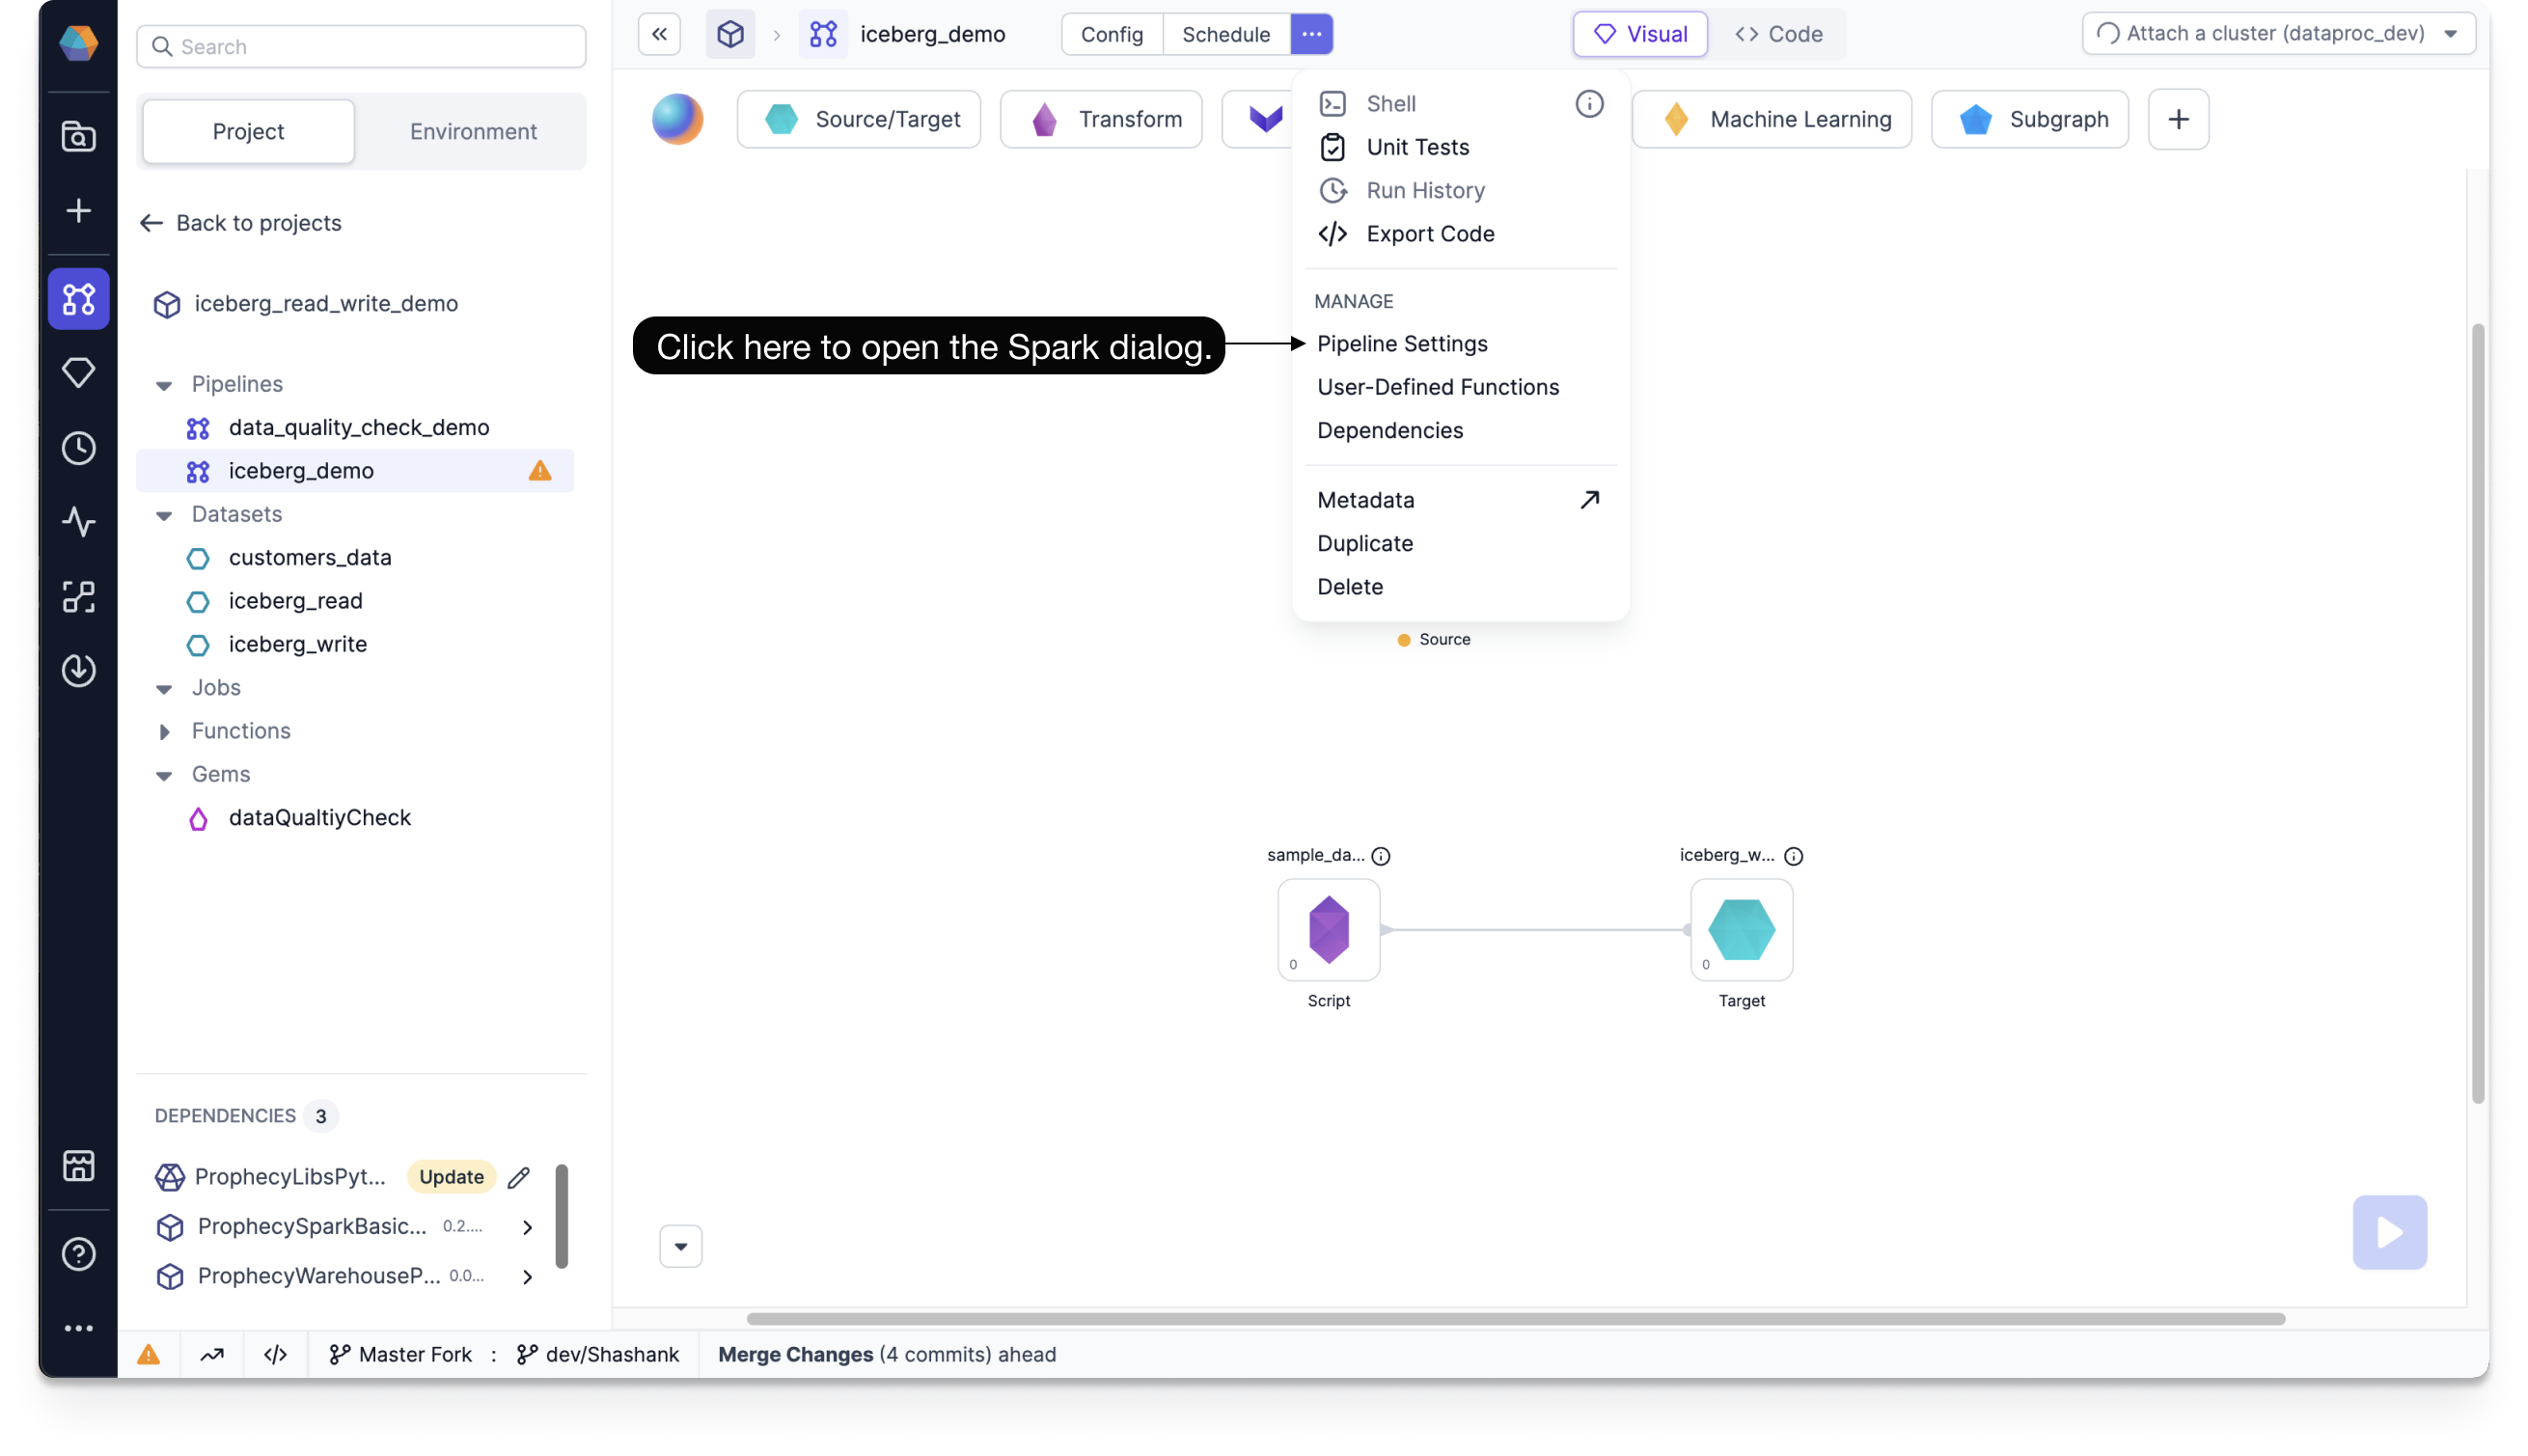 Search
Project
Environment
Back to projects
iceberg_read_write_demo
Pipelines
data_quality_check_demo
iceberg_demo
Datasets
customers_data
iceberg_read
iceberg_write
Jobs
Functions
Gems
dataQualtiyCheck
DEPENDENCIES 3
ProphecyLibsPyt... Update
ProphecySparkBasic... 0.2....
ProphecyWarehouseP... 0.0...
iceberg_demo
Config
Schedule
Visual
Code
Attach a cluster (dataproc_dev)
Source/Target
Transform
Machine Learning
Subgraph
Shell
Unit Tests
Run History
Export Code
MANAGE
Click here to open the Spark dialog.
Pipeline Settings
User-Defined Functions
Dependencies
Metadata
Duplicate
Delete
Source
sample_da...
iceberg_w...
0
0
Script
Target
Master Fork : dev/Shashank
Merge Changes (4 commits) ahead